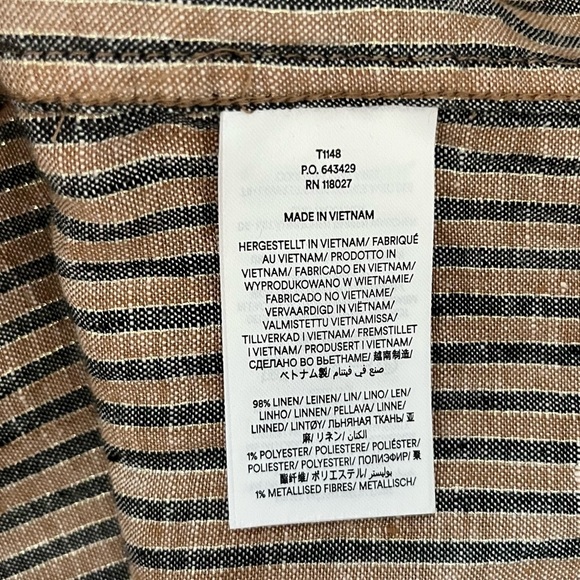 T1148
P.O. 643429
RN 118027
MADE IN VIETNAM
HERGESTELLT IN VIETNAM/ FABRIQUÉ
AU VIETNAM/ PRODOTTO IN
VIETNAM/ FABRICADO EN VIETNAM/
WYPRODUKOWANO W WIETNAMIE/
FABRICADO NO VIETNAME/
VERVAARDIGD IN VIËTNAM/
VALMISTETTU VIETNAMISSA/
TILLVERKAD I VIETNAM/ FREMSTILLET
I VIETNAM/ PRODUSERT I VIETNAM/
СДЕЛАНО ВО ВЬЕТНАМЕ/ 越南制造/
ベトナム製/ صنع في فيتنام
98% LINEN/ LEINEN/ LIN/ LINO/ LEN/
LINHO/ LINNEN/ PELLAVA/ LINNE/
LINNED/ LINTØY/ ЛЬНЯНАЯ ТКАНЬ/ 亚
麻/ リネン/ الكتان
1% POLYESTER/ POLIESTERE/ POLIÉSTER/
POLIESTER/ POLYESTERI/ ПОЛИЭФИР/ 聚
酯纤维/ ポリエステル/ بوليستر
1% METALLISED FIBRES/ METALLISCH/